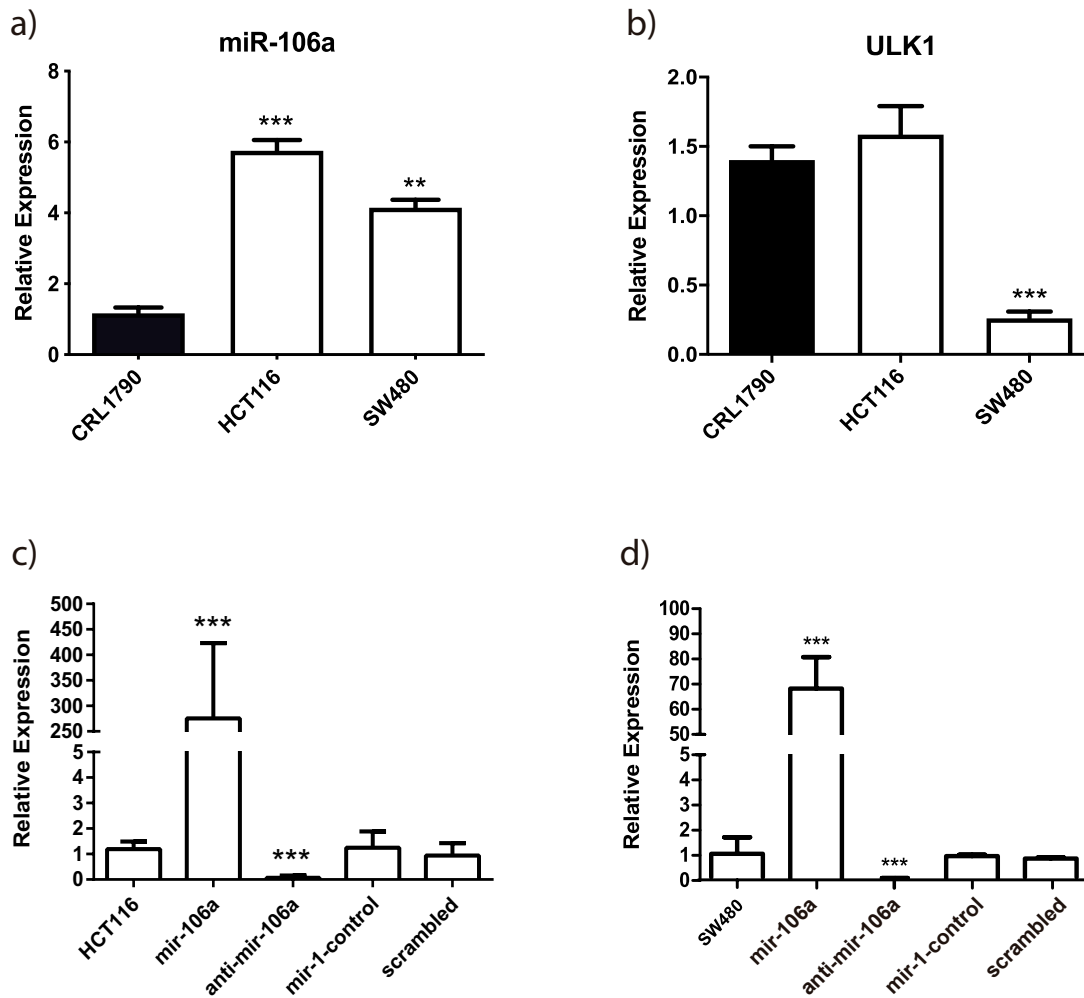 a)
miR-106a
Relative Expression
8
6
4
2
0
***
**
CRL1790
HCT116
SW480
b)
ULK1
Relative Expression
2.0
1.5
1.0
0.5
0.0
***
CRL1790
HCT116
SW480
c)
Relative Expression
500
450
400
350
300
250
5
4
3
2
1
0
***
***
HCT116
mir-106a
anti-mir-106a
mir-1-control
scrambled
d)
Relative Expression
100
90
80
70
60
50
5
4
3
2
1
0
***
***
SW480
mir-106a
anti-mir-106a
mir-1-control
scrambled